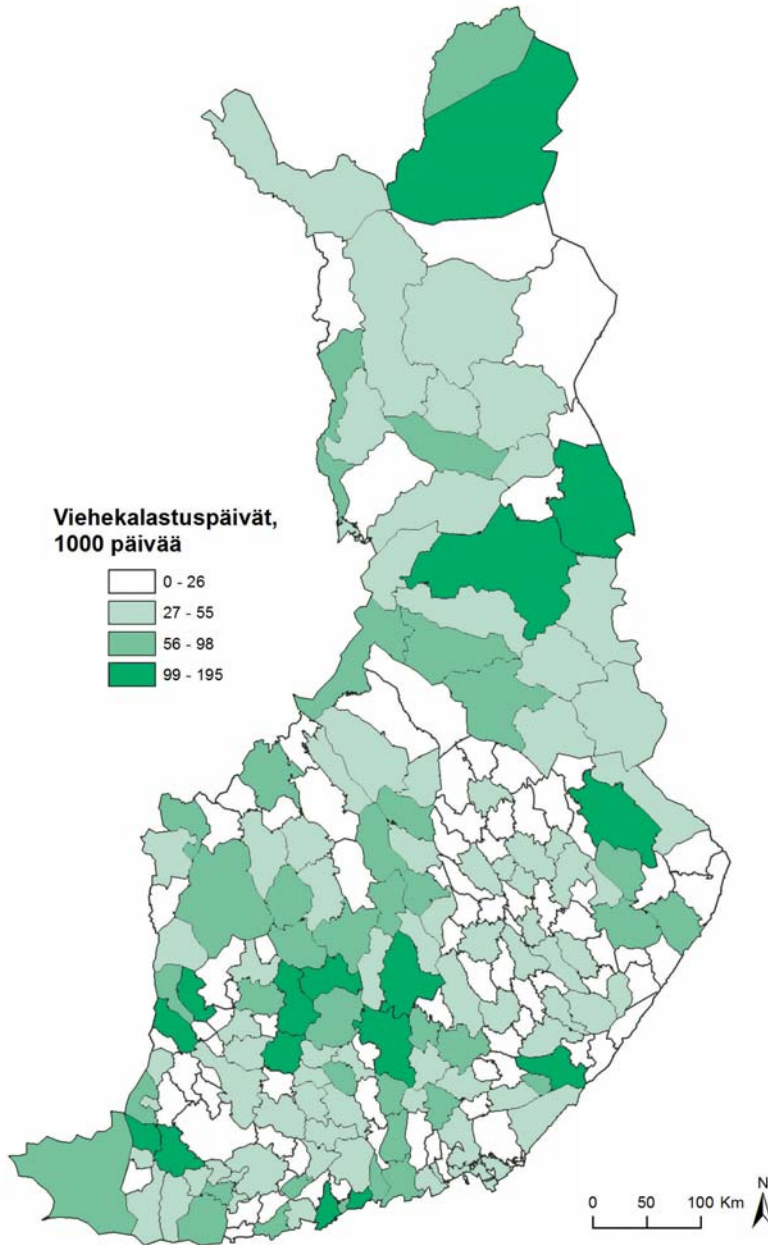 Viehekalastuspäivät,
1000 päivää
0 - 26
27 - 55
56 - 98
99 - 195
N
0 50 100 Km